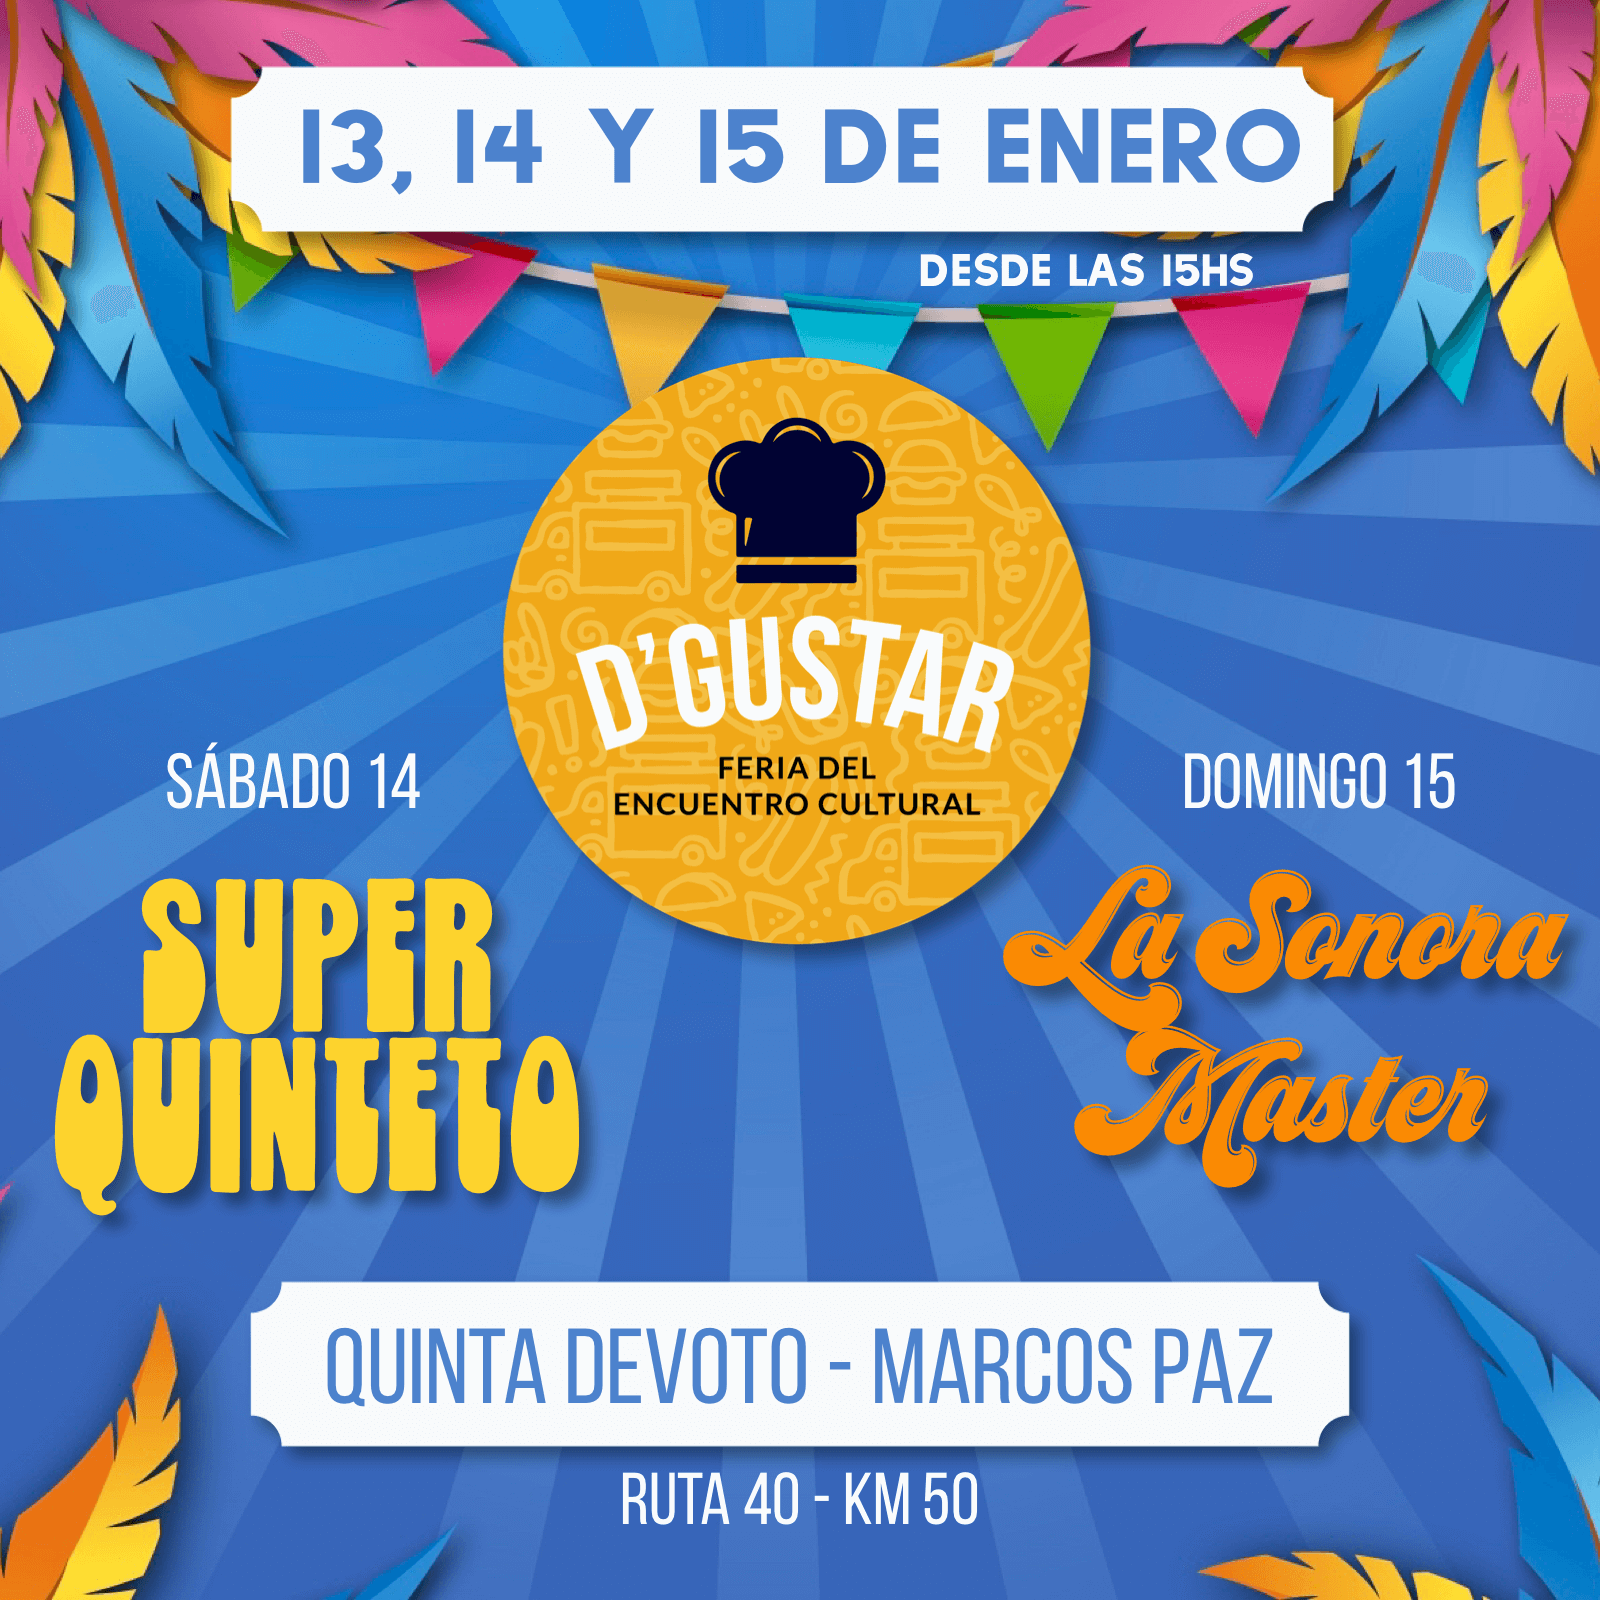 13, 14 Y 15 DE ENERO
DESDE LAS 15HS
D'GUSTAR
FERIA DEL
ENCUENTRO CULTURAL
SÁBADO 14
SUPER
QUINTETO
DOMINGO 15
La Sonora
Master
QUINTA DEVOTO - MARCOS PAZ
RUTA 40 - KM 50